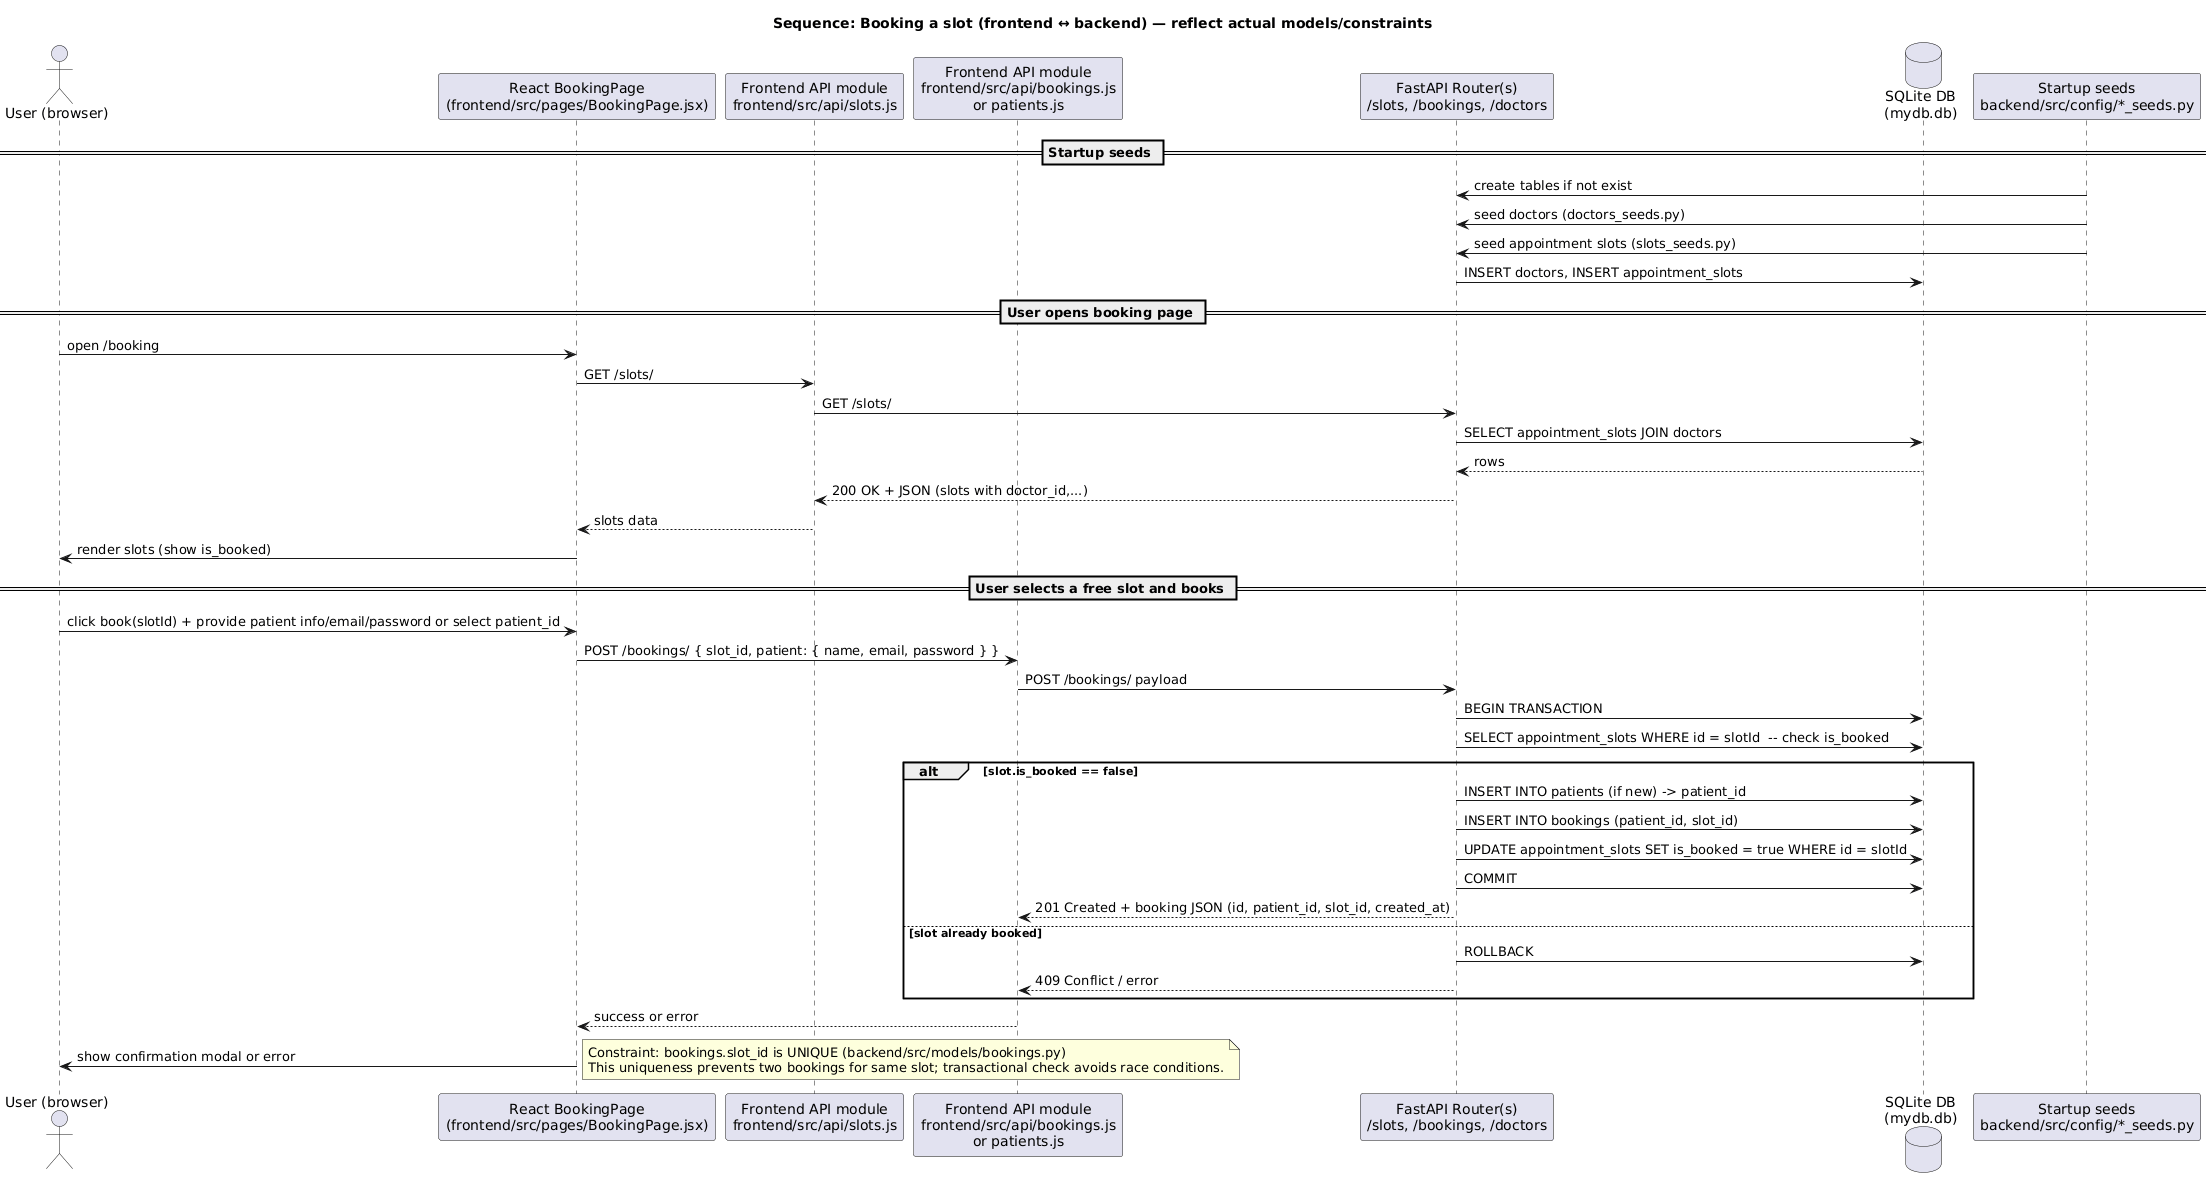 Sequence: Booking a slot (frontend ↔ backend) — reflect actual models/constraints
User (browser)
React BookingPage
(frontend/src/pages/BookingPage.jsx)
Frontend API module
frontend/src/api/slots.js
Frontend API module
frontend/src/api/bookings.js
or patients.js
FastAPI Router(s)
/slots, /bookings, /doctors
SQLite DB
(mydb.db)
Startup seeds
backend/src/config/*_seeds.py
Startup seeds
create tables if not exist
seed doctors (doctors_seeds.py)
seed appointment slots (slots_seeds.py)
INSERT doctors, INSERT appointment_slots
User opens booking page
open /booking
GET /slots/
GET /slots/
SELECT appointment_slots JOIN doctors
rows
200 OK + JSON (slots with doctor_id,...)
slots data
render slots (show is_booked)
User selects a free slot and books
click book(slotId) + provide patient info/email/password or select patient_id
POST /bookings/ { slot_id, patient: { name, email, password } }
POST /bookings/ payload
BEGIN TRANSACTION
SELECT appointment_slots WHERE id = slotId  -- check is_booked
alt [slot.is_booked == false]
INSERT INTO patients (if new) -> patient_id
INSERT INTO bookings (patient_id, slot_id)
UPDATE appointment_slots SET is_booked = true WHERE id = slotId
COMMIT
201 Created + booking JSON (id, patient_id, slot_id, created_at)
[slot already booked]
ROLLBACK
409 Conflict / error
success or error
show confirmation modal or error
Constraint: bookings.slot_id is UNIQUE (backend/src/models/bookings.py)
This uniqueness prevents two bookings for same slot; transactional check avoids race conditions.
User (browser)
React BookingPage
(frontend/src/pages/BookingPage.jsx)
Frontend API module
frontend/src/api/slots.js
Frontend API module
frontend/src/api/bookings.js
or patients.js
FastAPI Router(s)
/slots, /bookings, /doctors
SQLite DB
(mydb.db)
Startup seeds
backend/src/config/*_seeds.py